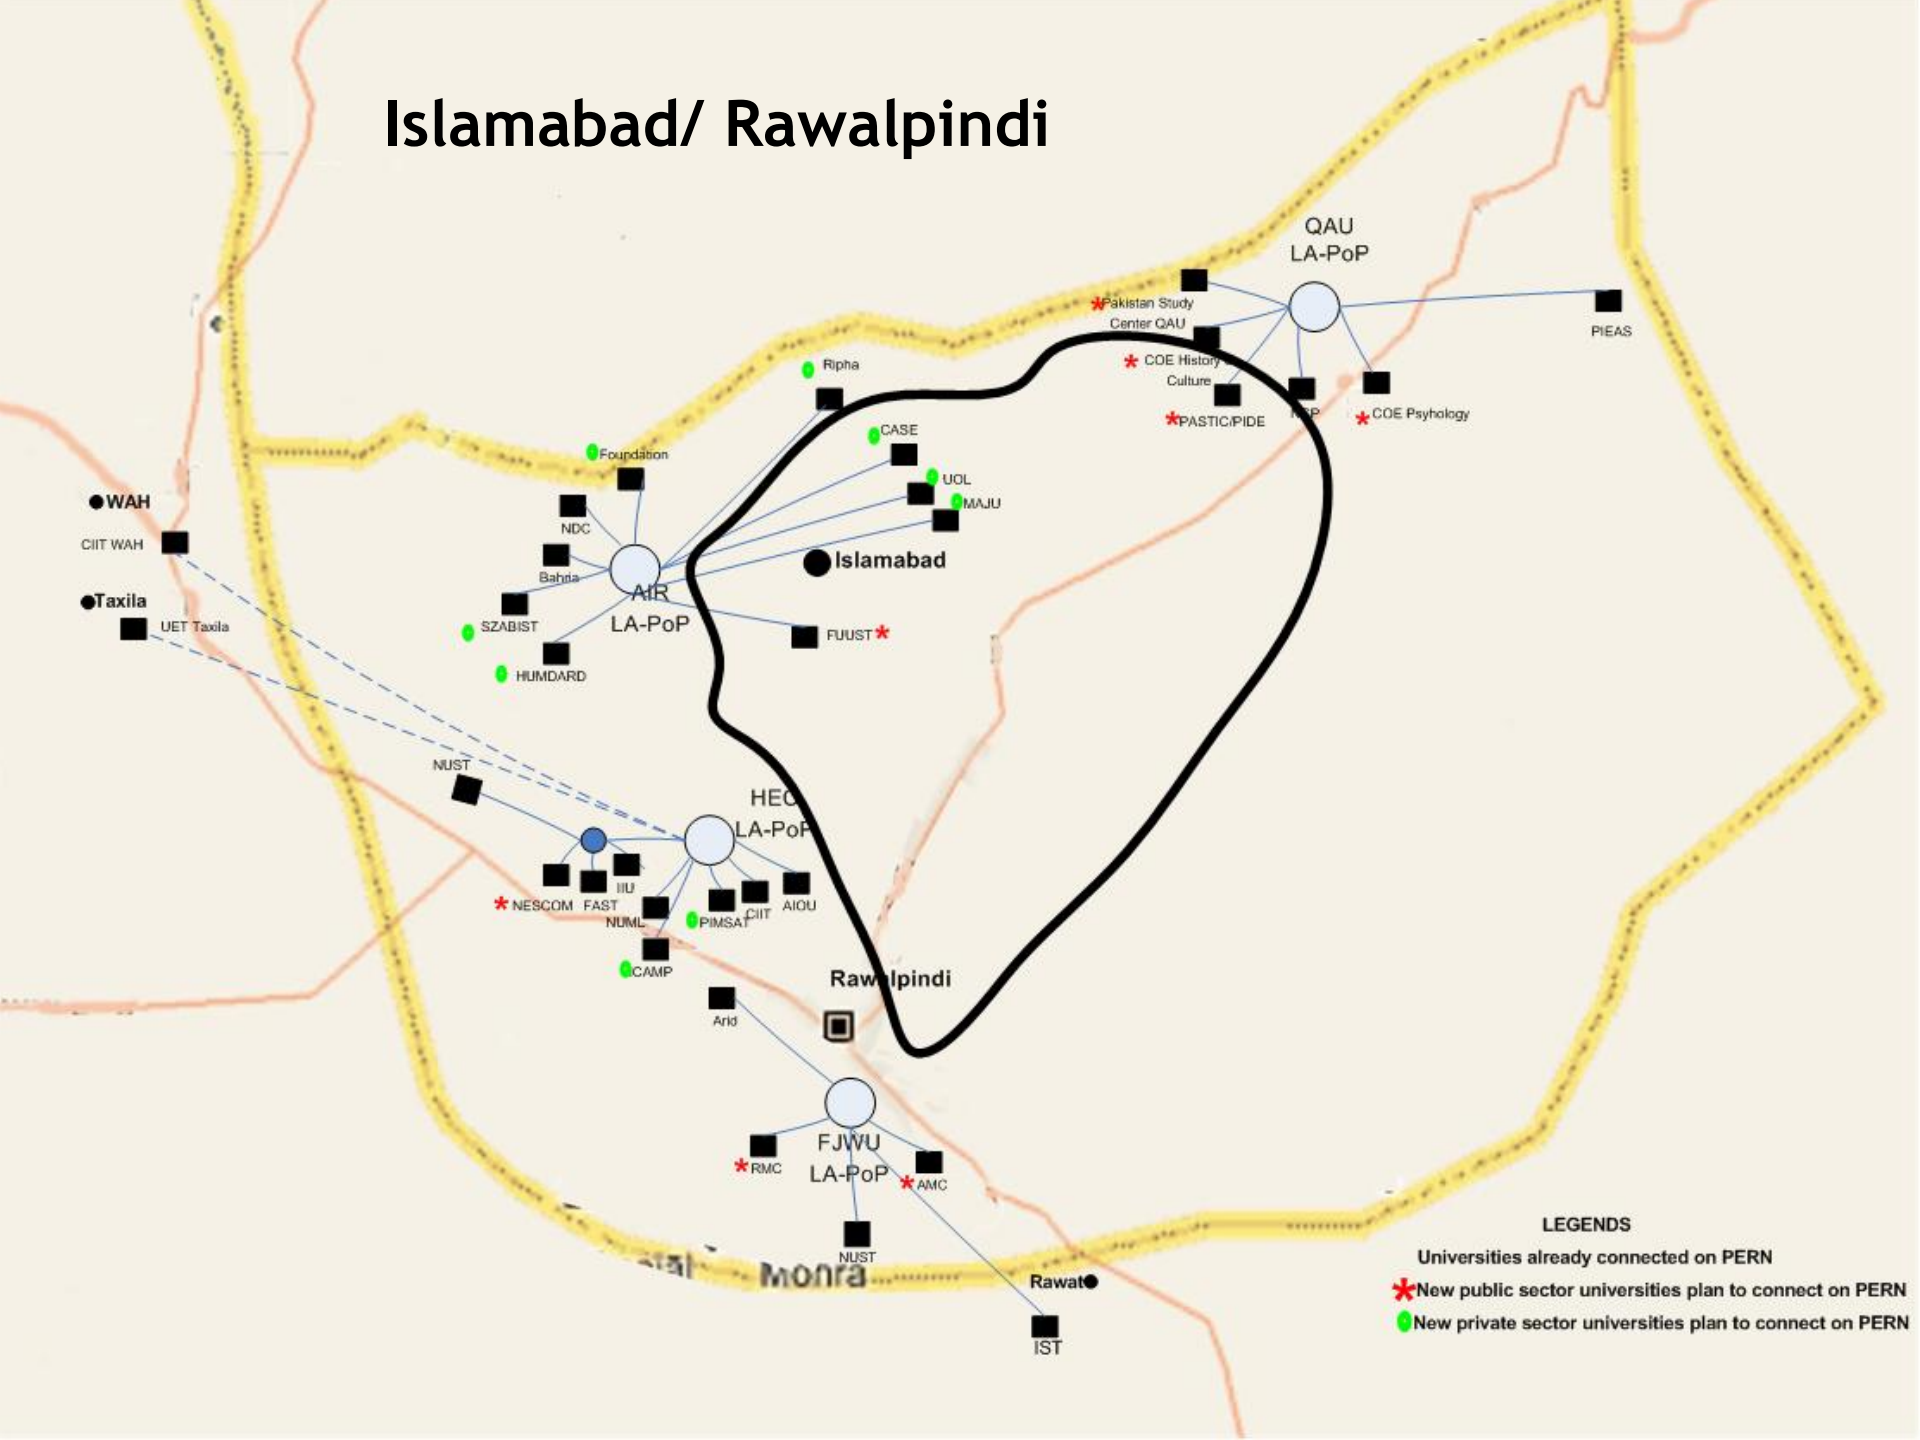 Islamabad/ Rawalpindi
QAU
LA-PoP
Pakistan Study
Center QAU
COE History
Culture
PASTIC/PIDE
COE Psyhology
PIEAS
Ripha
CASE
UOL
MAJU
Foundation
NDC
Bahria
SZABIST
HUMDARD
AIR
LA-PoP
Islamabad
FUUST
WAH
CIIT WAH
Taxila
UET Taxila
NUST
HEC
LA-PoP
NESCOM
FAST
IIU
NUML
PIMSAT
CIIT
AIOU
CAMP
Arid
Rawalpindi
FJWU
LA-PoP
RMC
AMC
NUST
Monra
Rawat
IST
LEGENDS
Universities already connected on PERN
*New public sector universities plan to connect on PERN
New private sector universities plan to connect on PERN